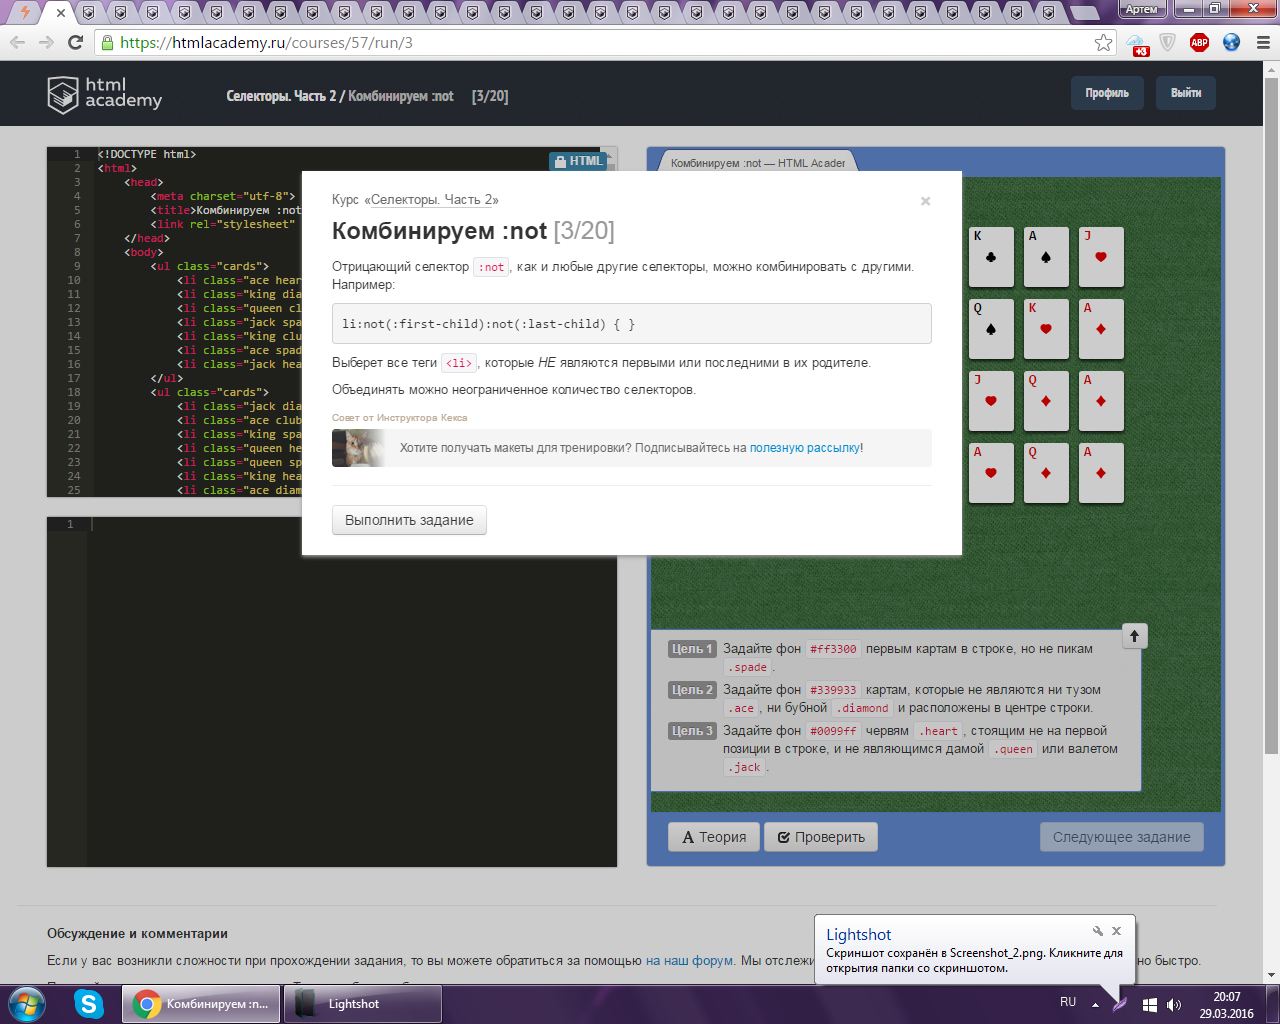 Артем
https://htmlacademy.ru/courses/57/run/3
+3
ABP
html
academy
Селекторы. Часть 2 / Комбинируем :not [3/20]
Профиль
Выйти
HTML
1 <!DOCTYPE html>
2 <html>
3 <head>
4 <meta charset="utf-8">
5 <title>Комбинируем :not
6 <link rel="stylesheet"
7 </head>
8 <body>
9 <ul class="cards">
10 <li class="ace hear
11 <li class="king dia
12 <li class="queen cl
13 <li class="jack spa
14 <li class="king clu
15 <li class="ace spad
16 <li class="jack hea
17 </ul>
18 <ul class="cards">
19 <li class="jack dia
20 <li class="ace club
21 <li class="king spa
22 <li class="queen he
23 <li class="queen sp
24 <li class="king hea
25 <li class="ace diam
1
Курс «Селекторы. Часть 2»
×
Комбинируем :not [3/20]
Отрицающий селектор :not, как и любые другие селекторы, можно комбинировать с другими.
Например:
li:not(:first-child):not(:last-child) { }
Выберет все теги <li>, которые НЕ являются первыми или последними в их родителе.
Объединять можно неограниченное количество селекторов.
Совет от Инструктора Кекса
Хотите получать макеты для тренировки? Подписывайтесь на полезную рассылку!
Выполнить задание
Комбинируем :not — HTML Acader
K A J
Q K A
J Q A
A Q A
Цель 1 Задайте фон #ff3300 первым картам в строке, но не пикам
.spade.
Цель 2 Задайте фон #339933 картам, которые не являются ни тузом
.ace, ни бубной .diamond и расположены в центре строки.
Цель 3 Задайте фон #0099ff червям .heart, стоящим не на первой
позиции в строке, и не являющимся дамой .queen или валетом
.jack.
Теория
Проверить
Следующее задание
Обсуждение и комментарии
Если у вас возникли сложности при прохождении задания, то вы можете обратиться за помощью на наш форум. Мы отслежи
но быстро.
Lightshot
Скриншот сохранён в Screenshot_2.png. Кликните для
открытия папки со скриншотом.
Комбинируем :n...
Lightshot
RU
20:07
29.03.2016